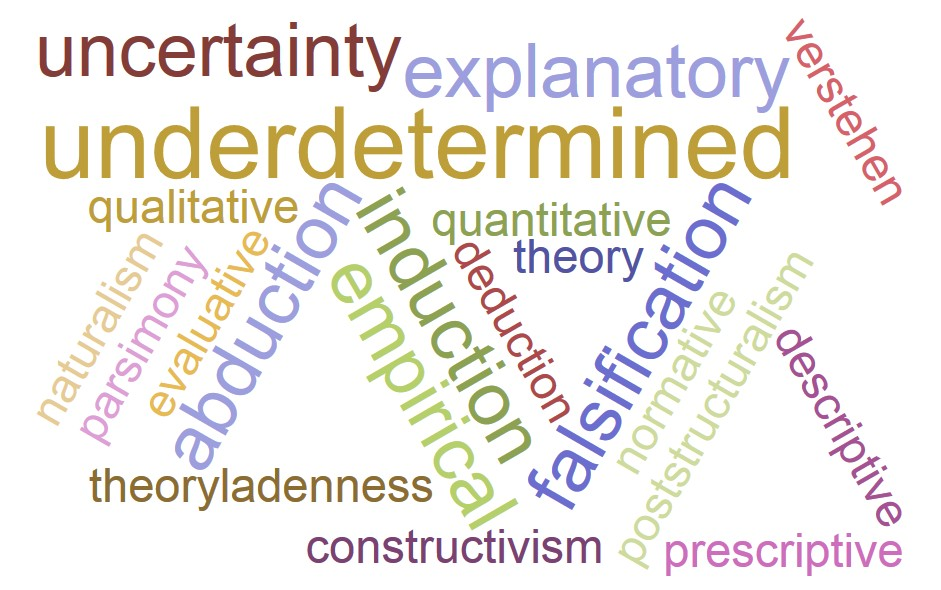 uncertainty
explanatory
verstehen
underdetermined
qualitative
quantitative
theory
naturalism
parsimony
evaluative
abduction
induction
empirical
deduction
falsification
normative
poststructuralism
descriptive
theoryladenness
constructivism
prescriptive